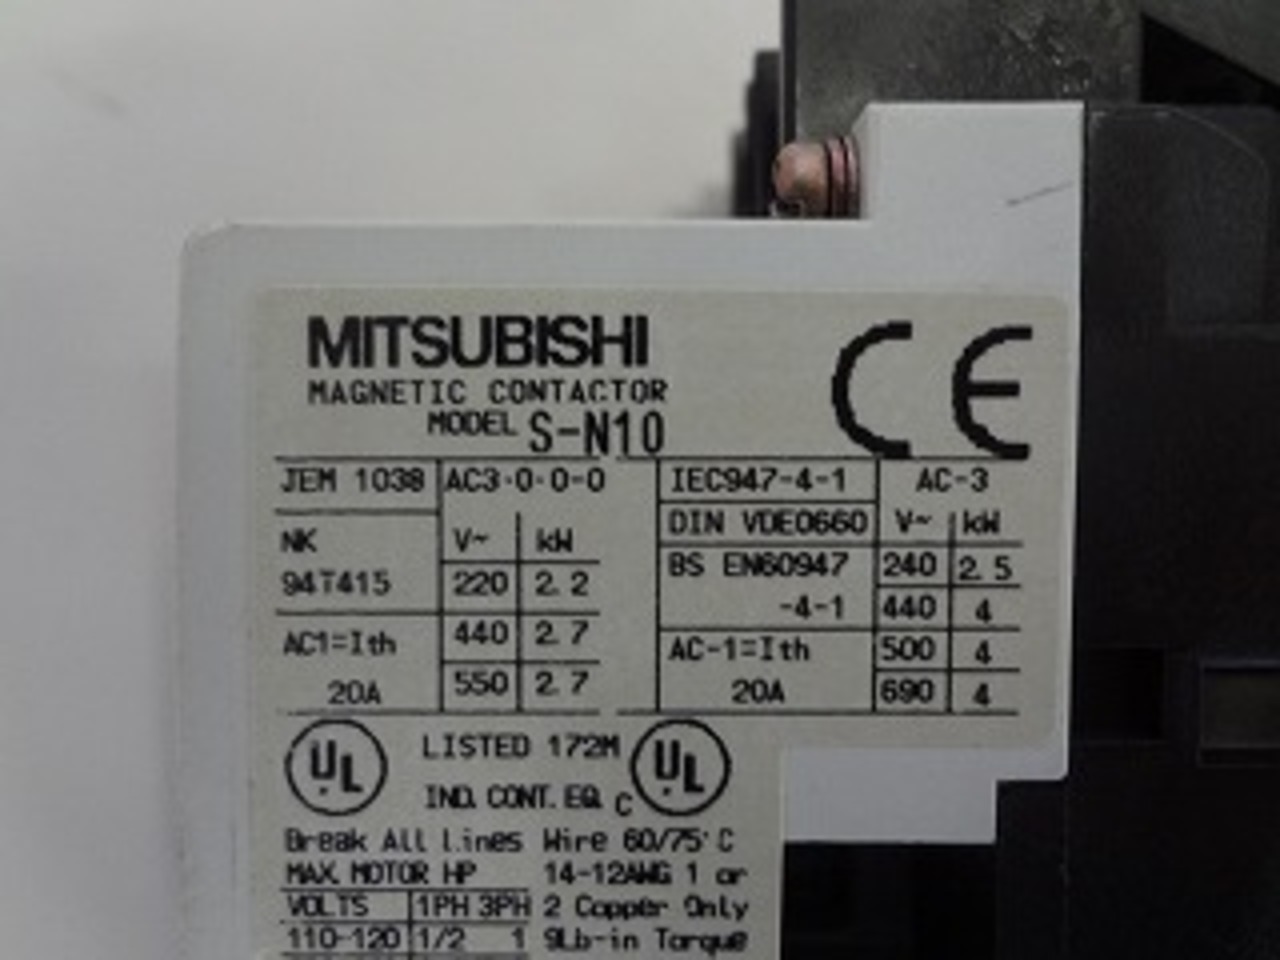 MITSUBISHI
MAGNETIC CONTACTOR
MODEL S-N10
CE
JEM 1038 AC3·0·0-0
NK V~ kW
94T415 220 2.2
AC1=Ith 440 2.7
20A 550 2.7
IEC947-4-1 AC-3
DIN VDE0660 V~ kW
BS EN60947 240 2.5
-4-1 440 4
AC-1=Ith 500 4
20A 690 4
UL LISTED 172M UL
IND. CONT. EQ. C
Break All Lines Wire 60/75°C
MAX. MOTOR HP 14-12AWG 1 or
VOLTS 1PH 3PH 2 Copper Only
110-120 1/2 1 9Lb-in Torque